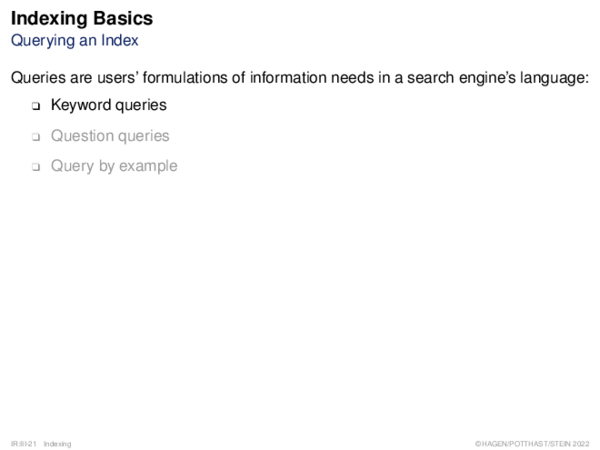 Indexing Basics
Querying an Index
Queries are users’ formulations of information needs in a search engine’s language:
❑ Keyword queries
❑ Question queries
❑ Query by example
IR:III-21 Indexing
©HAGEN/POTTHAST/STEIN 2022